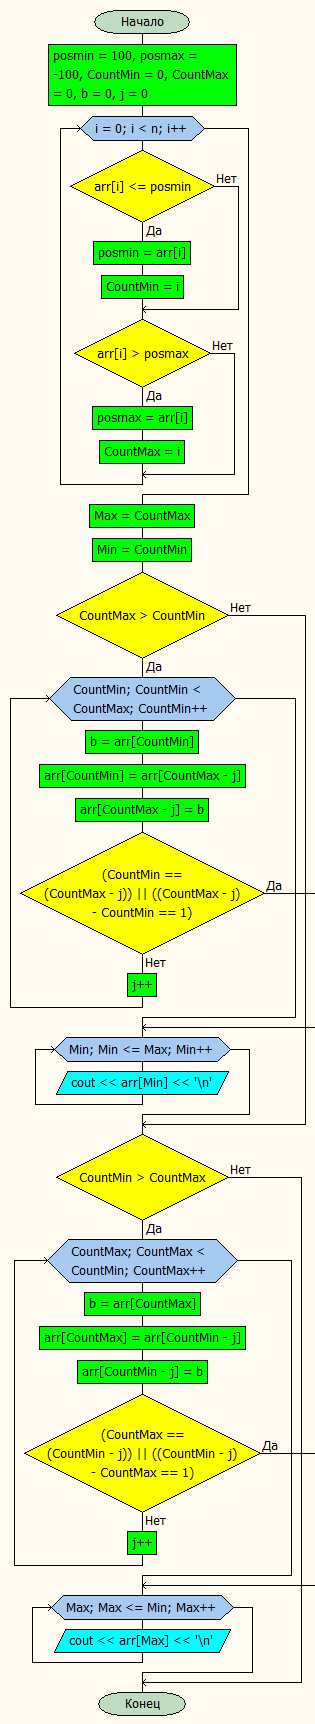 Начало
posmin = 100, posmax =
-100, CountMin = 0, CountMax
= 0, b = 0, j = 0
i = 0; i < n; i++
arr[i] <= posmin
Нет
Да
posmin = arr[i]
CountMin = i
arr[i] > posmax
Нет
Да
posmax = arr[i]
CountMax = i
Max = CountMax
Min = CountMin
CountMax > CountMin
Нет
Да
CountMin; CountMin <
CountMax; CountMin++
b = arr[CountMin]
arr[CountMin] = arr[CountMax - j]
arr[CountMax - j] = b
(CountMin ==
(CountMax - j)) || ((CountMax - j)
- CountMin == 1)
Да
Нет
j++
Min; Min <= Max; Min++
cout << arr[Min] << '\n'
CountMin > CountMax
Нет
Да
CountMax; CountMax <
CountMin; CountMax++
b = arr[CountMax]
arr[CountMax] = arr[CountMin - j]
arr[CountMin - j] = b
(CountMax ==
(CountMin - j)) || ((CountMin - j)
- CountMax == 1)
Да
Нет
j++
Max; Max <= Min; Max++
cout << arr[Max] << '\n'
Конец